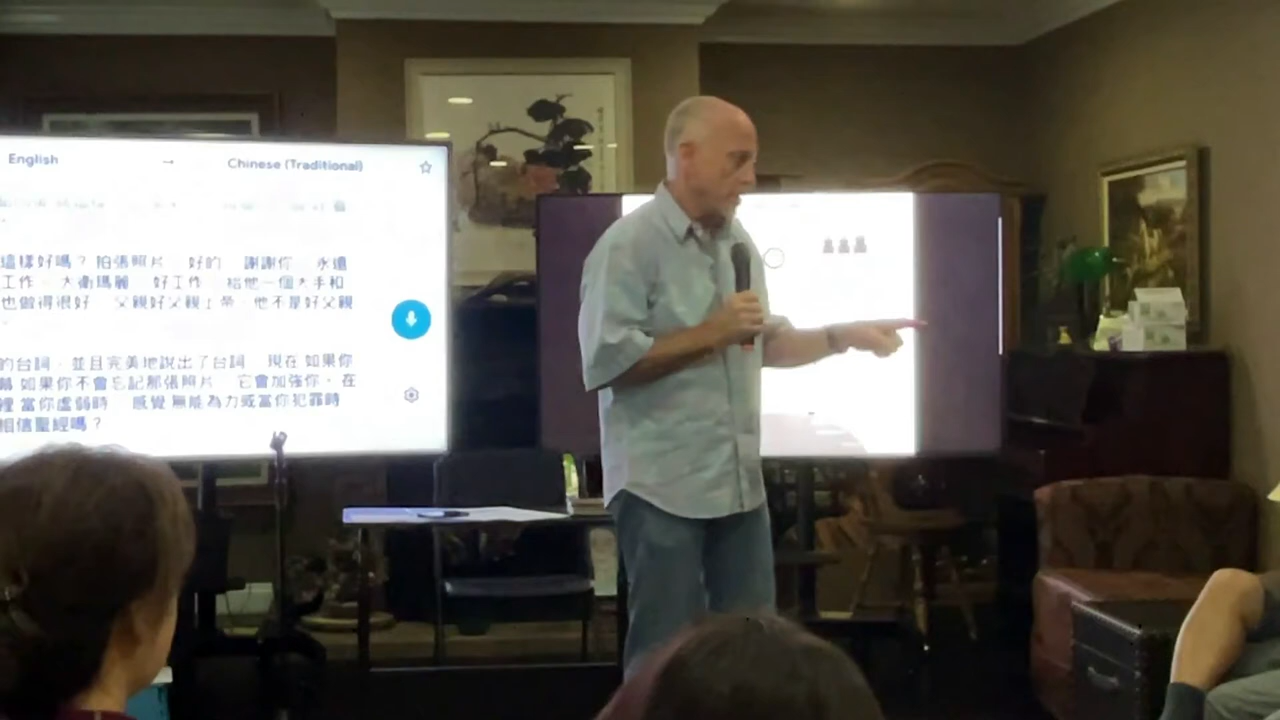 English → Chinese (Traditional)
這樣好嗎？ 拍張照片 好的 謝謝你 永遠
工作。 大衛瑪麗 好工作 給他一個大手和
也做得很好 父親好父親上帝。他不是好父親
的台詞，並且完美地說出了台詞 現在 如果你
如果你不會忘記那張照片 它會加強你。在
裡 當你虛弱時 感覺無能為力或當你犯罪時
相信聖經嗎？